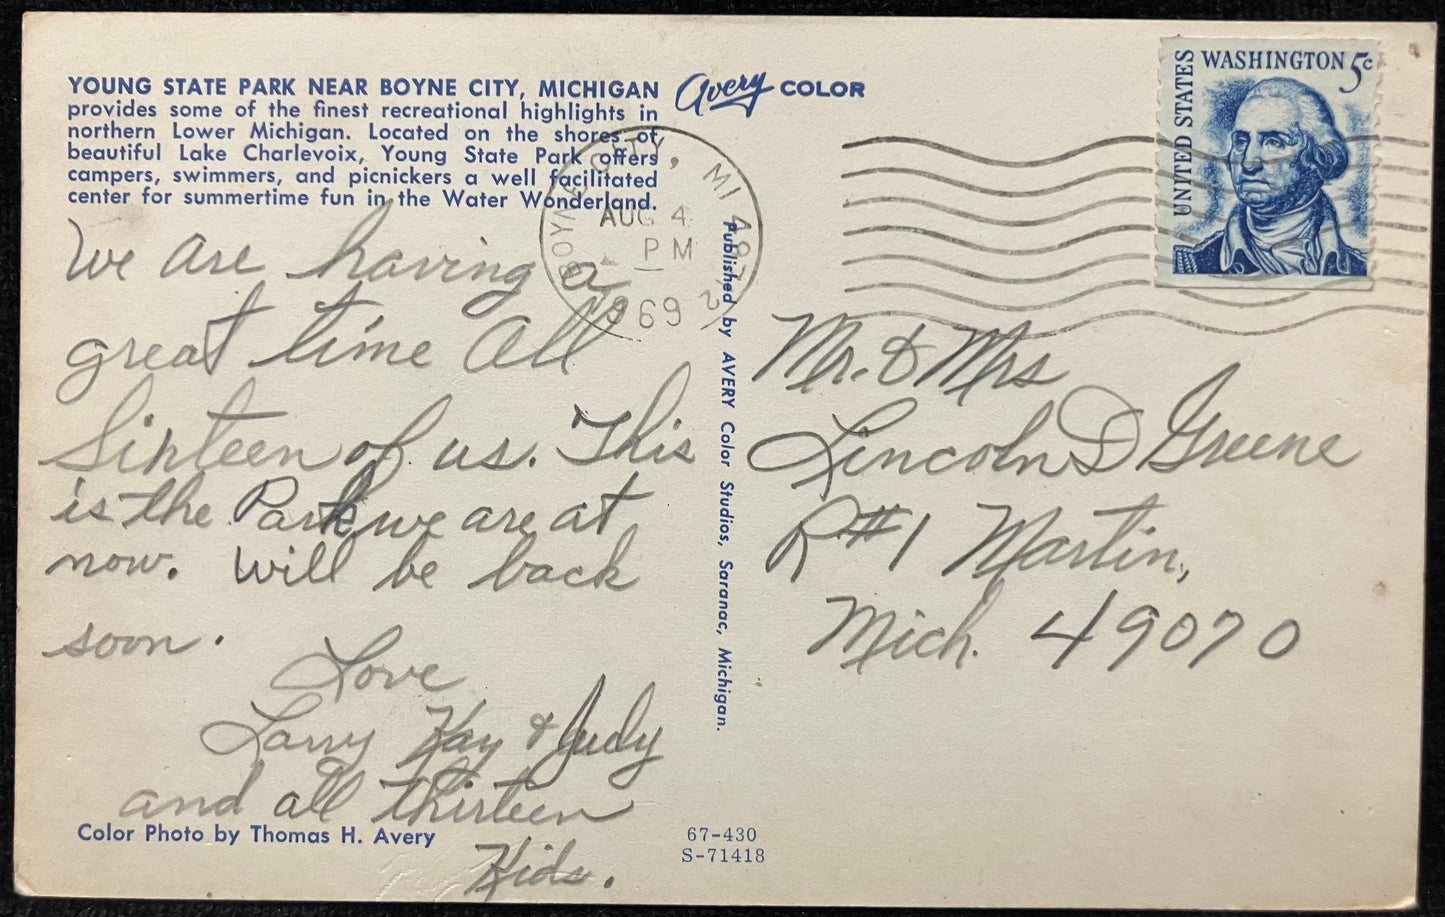 YOUNG STATE PARK NEAR BOYNE CITY, MICHIGAN
provides some of the finest recreational highlights in
northern Lower Michigan. Located on the shores of
beautiful Lake Charlevoix, Young State Park offers
campers, swimmers, and picnickers a well facilitated
center for summertime fun in the Water Wonderland.
Avery COLOR
We are having a
great time all
Sixteen of us. This
is the Park we are at
now. Will be back
soon.
Love
Larry Kay & Judy
and all thirteen
Kids.
Color Photo by Thomas H. Avery
Published by AVERY Color Studios, Saranac, Michigan.
67-430
S-71418
BOYNE CITY, MI
AUG 4
PM
1969
UNITED STATES
WASHINGTON 5c
Mr. & Mrs
Lincoln D Greene
R#1 Martin,
Mich. 49070